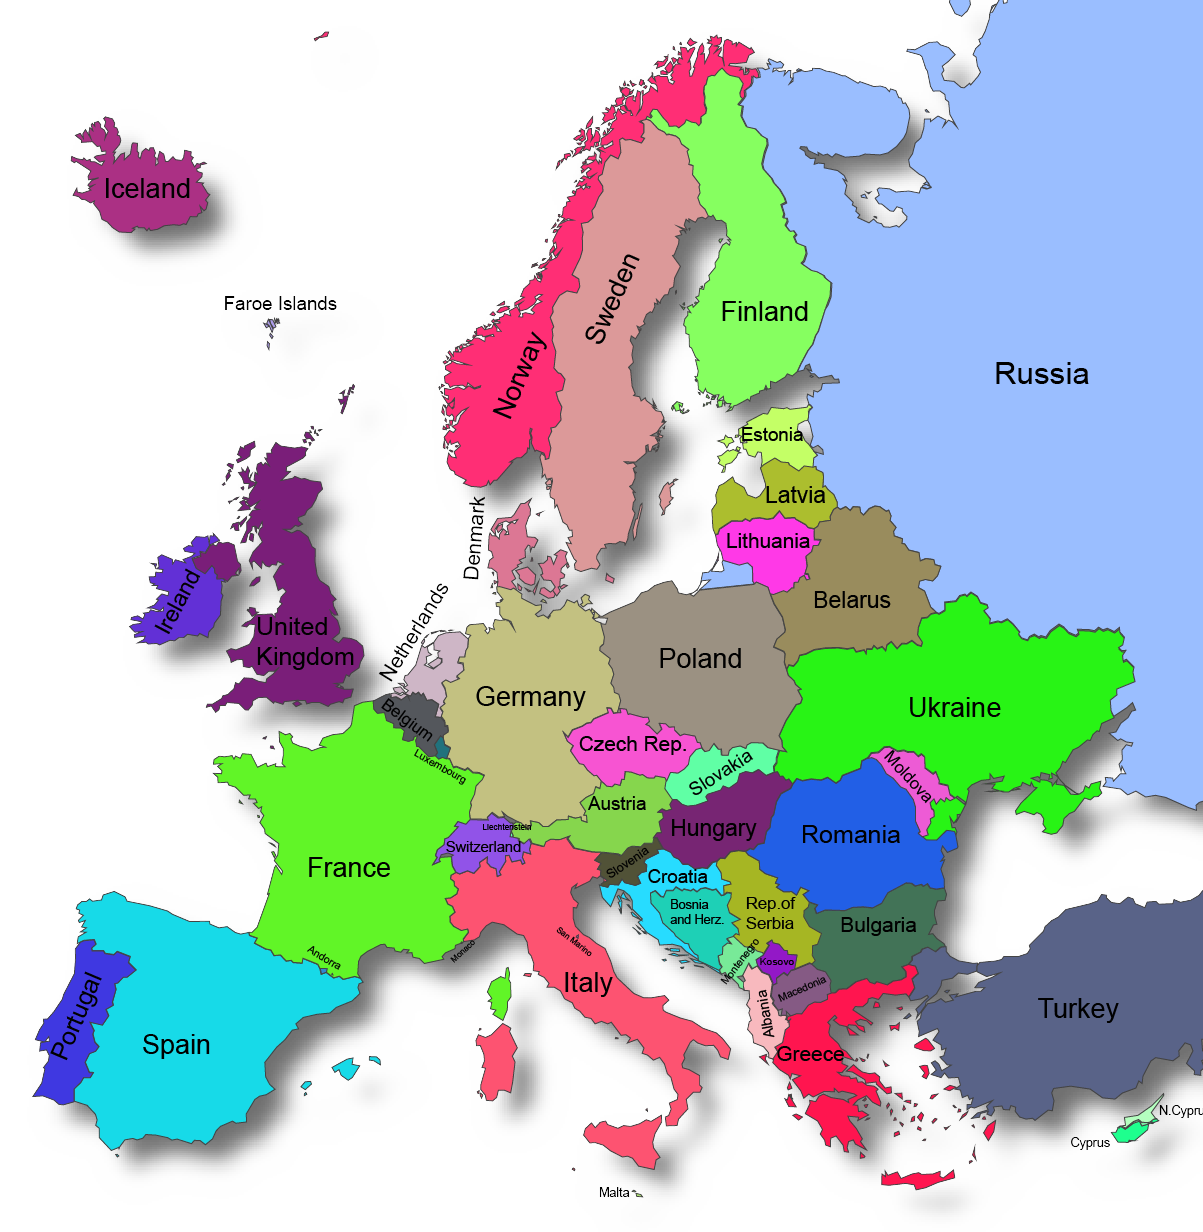 Iceland
Faroe Islands
Norway
Sweden
Finland
Russia
Estonia
Latvia
Lithuania
Denmark
Ireland
United
Kingdom
Netherlands
Belarus
Poland
Germany
Belgium
Ukraine
Czech Rep.
Luxembourg
Slovakia
Moldova
Austria
Liechtenstein
Switzerland
Hungary
Romania
France
Slovenia
Croatia
Bosnia
and Herz.
Rep.of
Serbia
Bulgaria
San Marino
Monaco
Andorra
Montenegro
Kosovo
Macedonia
Italy
Portugal
Spain
Albania
Greece
Turkey
N.Cypru
Cyprus
Malta